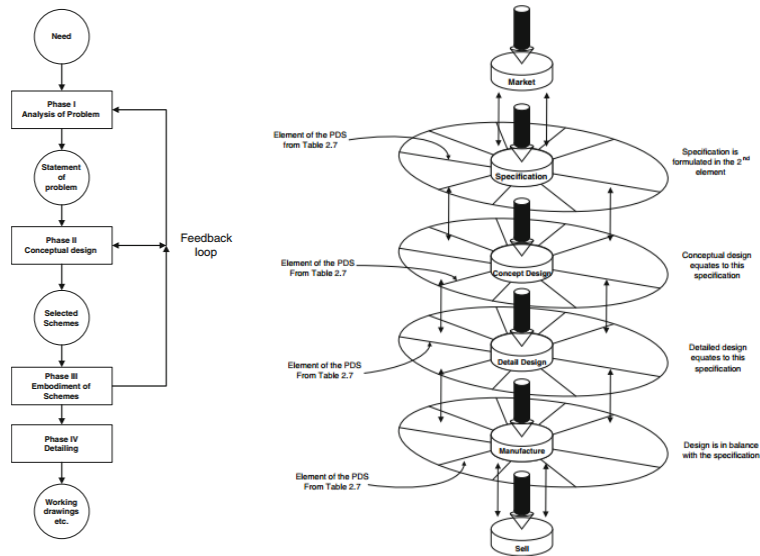 Need
Phase I
Analysis of Problem
Statement
of
problem
Phase II
Conceptual design
Selected
Schemes
Phase III
Embodiment of
Schemes
Phase IV
Detailing
Working
drawings
etc.
Feedback
loop
Market
Element of the PDS
from Table 2.7
Specification
Specification is
formulated in the 2nd
element
Element of the PDS
From Table 2.7
Concept Design
Conceptual design
equates to this
specification
Element of the PDS
From Table 2.7
Detail Design
Detailed design
equates to this
specification
Element of the PDS
From Table 2.7
Manufacture
Design is in balance
with the specification
Sell